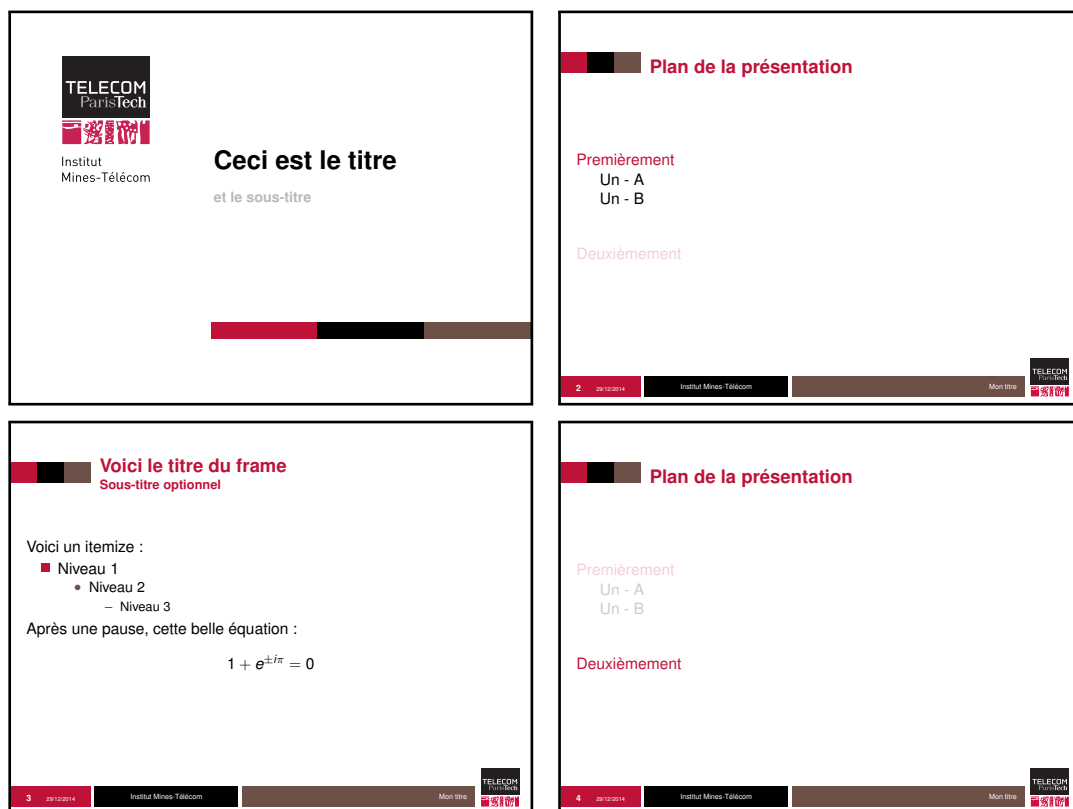 TELECOM
ParisTech
Institut
Mines-Télécom
Ceci est le titre
et le sous-titre
Plan de la présentation
Premièrement
Un - A
Un - B
Deuxièmement
2 29/12/2014 Institut Mines-Télécom Mon titre
TELECOM
ParisTech
Voici le titre du frame
Sous-titre optionnel
Voici un itemize :
■ Niveau 1
• Niveau 2
– Niveau 3
Après une pause, cette belle équation :
1 + e^{±iπ} = 0
3 29/12/2014 Institut Mines-Télécom Mon titre
TELECOM
ParisTech
Plan de la présentation
Premièrement
Un - A
Un - B
Deuxièmement
4 29/12/2014 Institut Mines-Télécom Mon titre
TELECOM
ParisTech